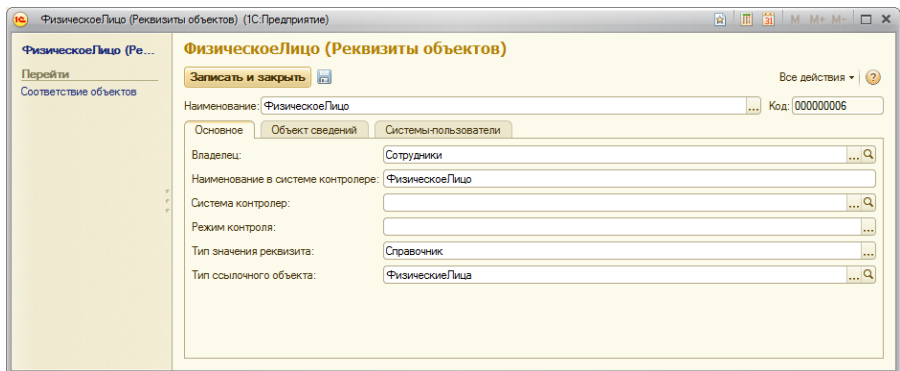 ФизическоеЛицо (Реквизиты объектов) (1С:Предприятие)
M M+ M-
ФизическоеЛицо (Ре...
Перейти
Соответствие объектов
ФизическоеЛицо (Реквизиты объектов)
Записать и закрыть
Все действия
Наименование: ФизическоеЛицо
Код: 000000006
Основное Объект сведений Системы-пользователи
Владелец: Сотрудники
Наименование в системе контролере: ФизическоеЛицо
Система контролер:
Режим контроля:
Тип значения реквизита: Справочник
Тип ссылочного объекта: ФизическиеЛица